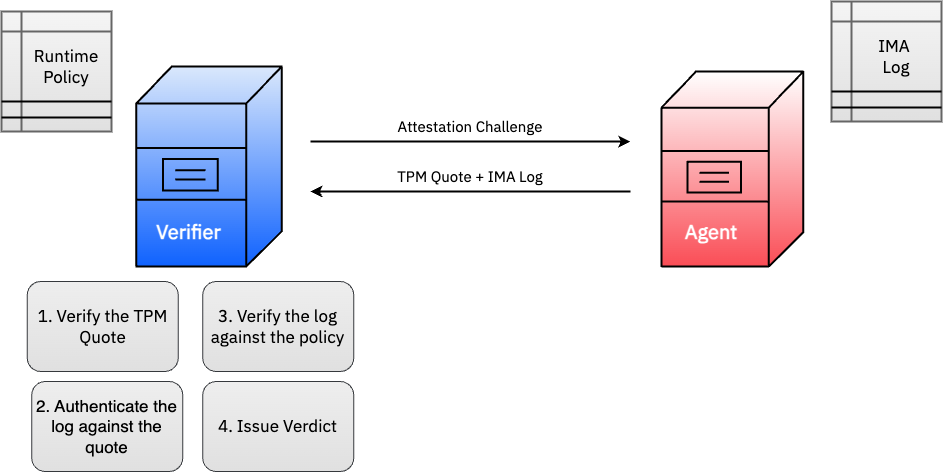 Runtime
Policy
IMA
Log
Attestation Challenge
TPM Quote + IMA Log
Verifier
Agent
1. Verify the TPM
Quote
3. Verify the log
against the policy
2. Authenticate the
log against the
quote
4. Issue Verdict